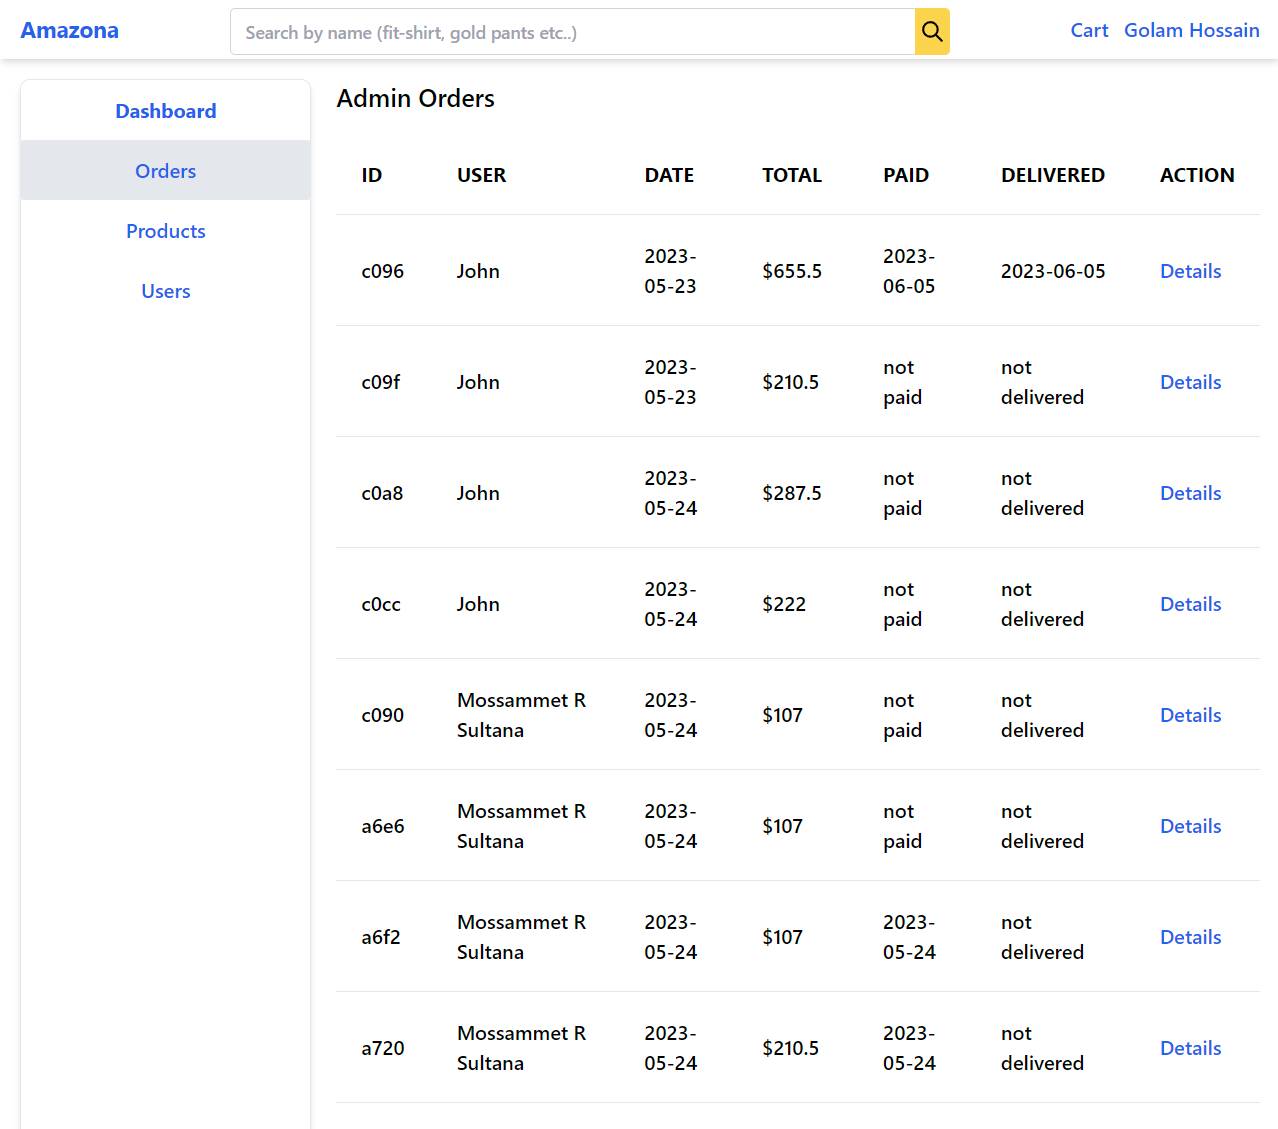 Amazona
Search by name (fit-shirt, gold pants etc..)
Cart Golam Hossain
Dashboard
Orders
Products
Users
Admin Orders
ID USER DATE TOTAL PAID DELIVERED ACTION
c096 John 2023-05-23 $655.5 2023-06-05 2023-06-05 Details
c09f John 2023-05-23 $210.5 not paid not delivered Details
c0a8 John 2023-05-24 $287.5 not paid not delivered Details
c0cc John 2023-05-24 $222 not paid not delivered Details
c090 Mossammet R Sultana 2023-05-24 $107 not paid not delivered Details
a6e6 Mossammet R Sultana 2023-05-24 $107 not paid not delivered Details
a6f2 Mossammet R Sultana 2023-05-24 $107 2023-05-24 not delivered Details
a720 Mossammet R Sultana 2023-05-24 $210.5 2023-05-24 not delivered Details